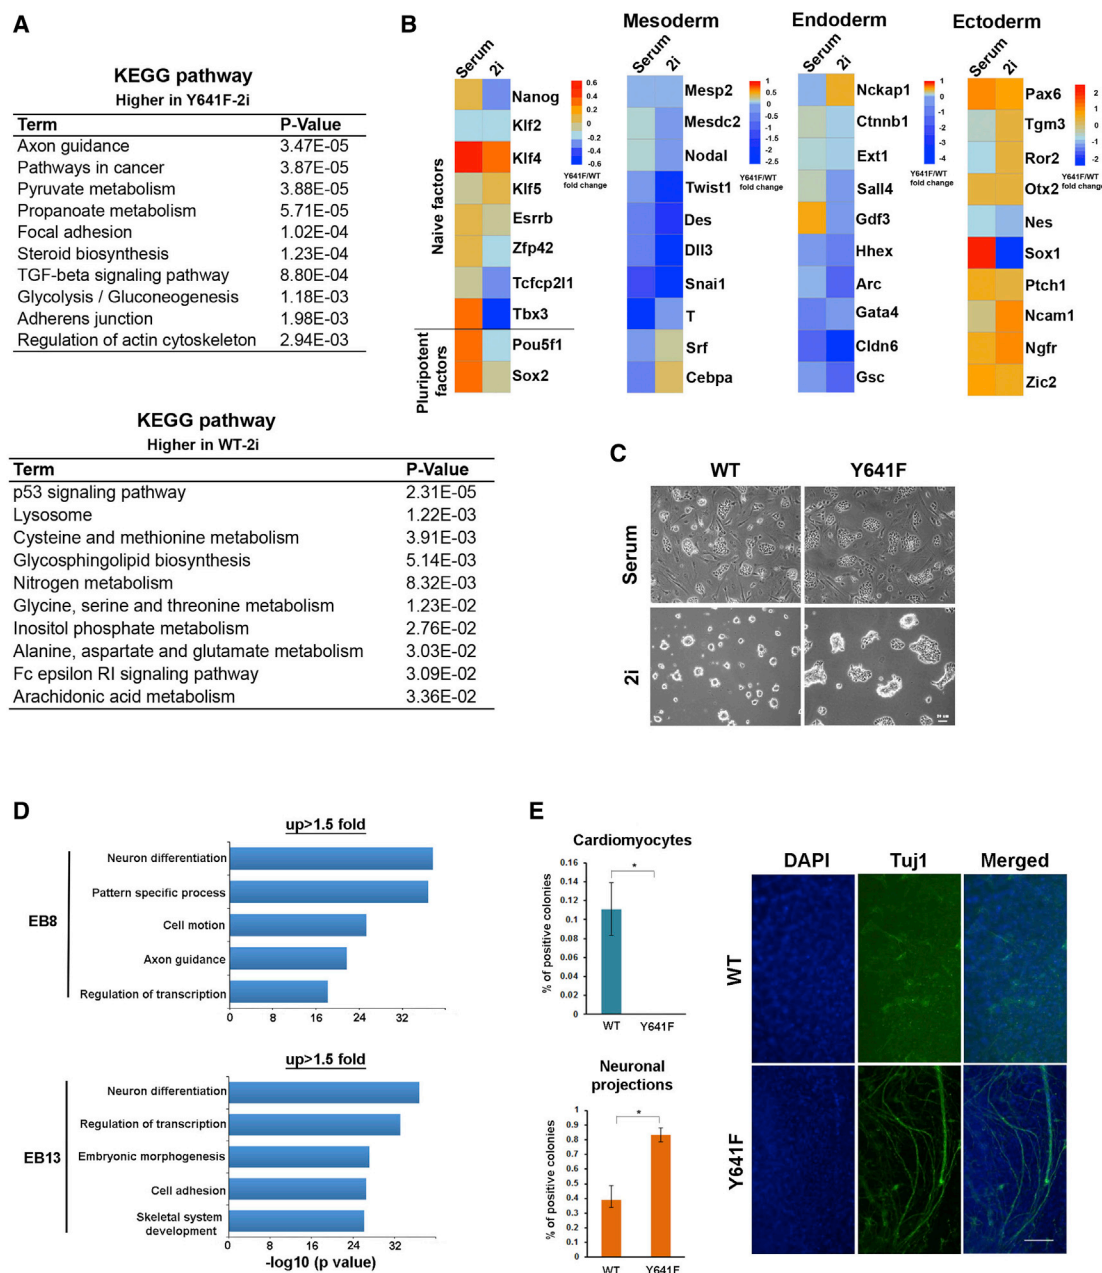 A
KEGG pathway
Higher in Y641F-2i
Term P-Value
Axon guidance 3.47E-05
Pathways in cancer 3.87E-05
Pyruvate metabolism 3.88E-05
Propanoate metabolism 5.71E-05
Focal adhesion 1.02E-04
Steroid biosynthesis 1.23E-04
TGF-beta signaling pathway 8.80E-04
Glycolysis / Gluconeogenesis 1.18E-03
Adherens junction 1.98E-03
Regulation of actin cytoskeleton 2.94E-03
KEGG pathway
Higher in WT-2i
Term P-Value
p53 signaling pathway 2.31E-05
Lysosome 1.22E-03
Cysteine and methionine metabolism 3.91E-03
Glycosphingolipid biosynthesis 5.14E-03
Nitrogen metabolism 8.32E-03
Glycine, serine and threonine metabolism 1.23E-02
Inositol phosphate metabolism 2.76E-02
Alanine, aspartate and glutamate metabolism 3.03E-02
Fc epsilon RI signaling pathway 3.09E-02
Arachidonic acid metabolism 3.36E-02
B
Serum 2i
Naive factors
Pluripotent factors
Nanog
Klf2
Klf4
Klf5
Esrrb
Zfp42
Tcfcp2l1
Tbx3
Pou5f1
Sox2
0.6
0.4
0.2
0
-0.2
-0.4
-0.6
Y641F/WT
fold change
Mesoderm
Serum 2i
Mesp2
Mesdc2
Nodal
Twist1
Des
Dll3
Snai1
T
Srf
Cebpa
1
0.5
0
-0.5
-1
-1.5
-2
-2.5
Y641F/WT
fold change
Endoderm
Serum 2i
Nckap1
Ctnnb1
Ext1
Sall4
Gdf3
Hhex
Arc
Gata4
Cldn6
Gsc
1
0
-1
-2
-3
-4
Y641F/WT
fold change
Ectoderm
Serum 2i
Pax6
Tgm3
Ror2
Otx2
Nes
Sox1
Ptch1
Ncam1
Ngfr
Zic2
2
1
0
-1
-2
Y641F/WT
fold change
C
WT Y641F
Serum
2i
D
up>1.5 fold
EB8
Neuron differentiation
Pattern specific process
Cell motion
Axon guidance
Regulation of transcription
0 8 16 24 32
up>1.5 fold
EB13
Neuron differentiation
Regulation of transcription
Embryonic morphogenesis
Cell adhesion
Skeletal system
development
0 8 16 24 32
-log10 (p value)
E
Cardiomyocytes
% of positive colonies
0.16
0.14
0.12
0.1
0.08
0.06
0.04
0.02
0
*
WT Y641F
Neuronal
projections
% of positive colonies
1
0.9
0.8
0.7
0.6
0.5
0.4
0.3
0.2
0.1
0
*
WT Y641F
DAPI Tuj1 Merged
WT
Y641F